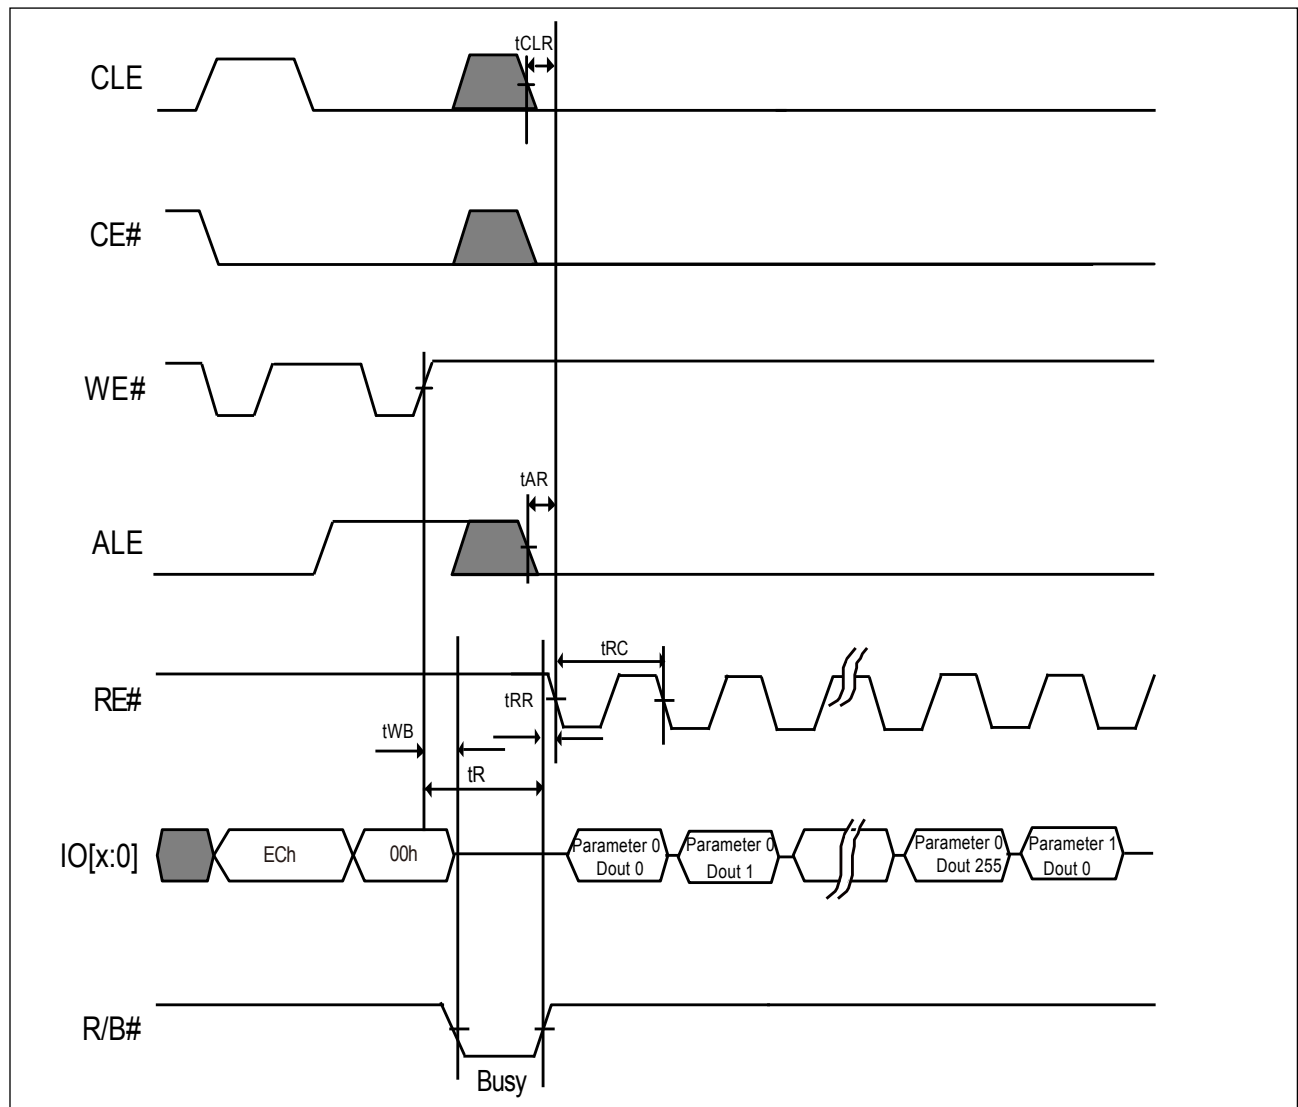 tCLR
CLE
CE#
WE#
tAR
ALE
tRC
RE#
tRR
tWB
tR
IO[x:0]
ECh
00h
Parameter 0
Dout 0
Parameter 0
Dout 1
Parameter 0
Dout 255
Parameter 1
Dout 0
R/B#
Busy